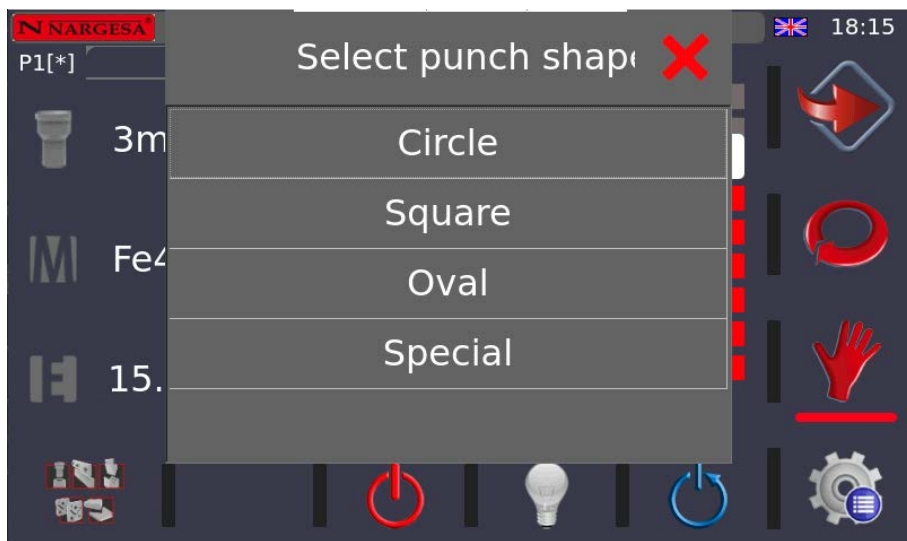 NARGESA®
18:15
P1[*]
Select punch shap
3m
Circle
Square
Fe4
Oval
Special
15.